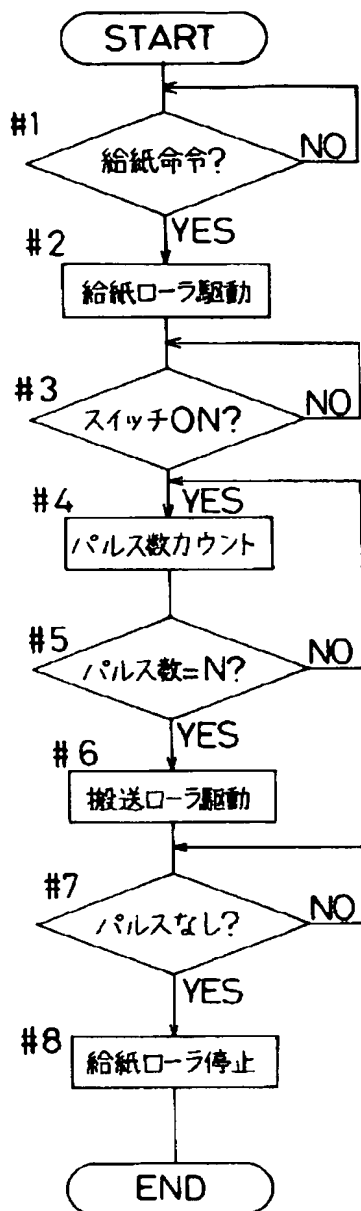 START
#1
給紙命令?
NO
YES
#2
給紙ローラ駆動
#3
スイッチON?
NO
YES
#4
パルス数カウント
#5
パルス数=N?
NO
YES
#6
搬送ローラ駆動
#7
パルスなし?
NO
YES
#8
給紙ローラ停止
END